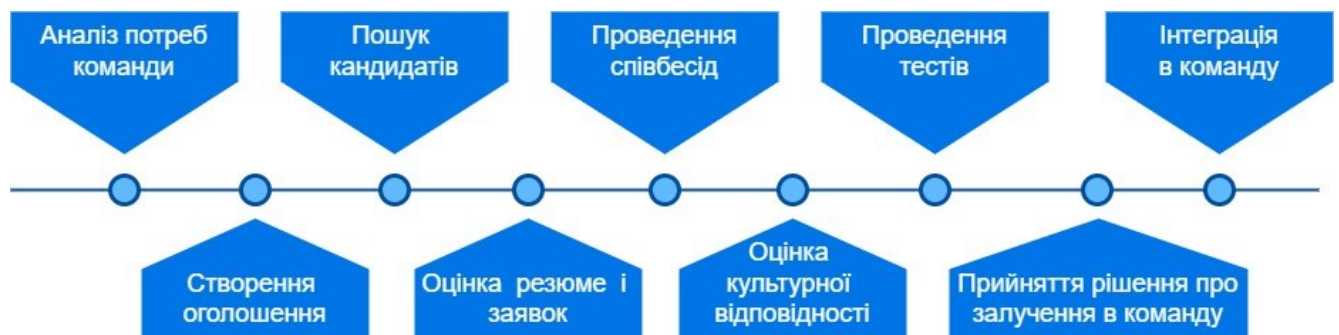 Аналіз потреб
команди
Пошук
кандидатів
Проведення
співбесід
Проведення
тестів
Інтеграція
в команду
Створення
оголошення
Оцінка резюме і
заявок
Оцінка
культурної
відповідності
Прийняття рішення про
залучення в команду